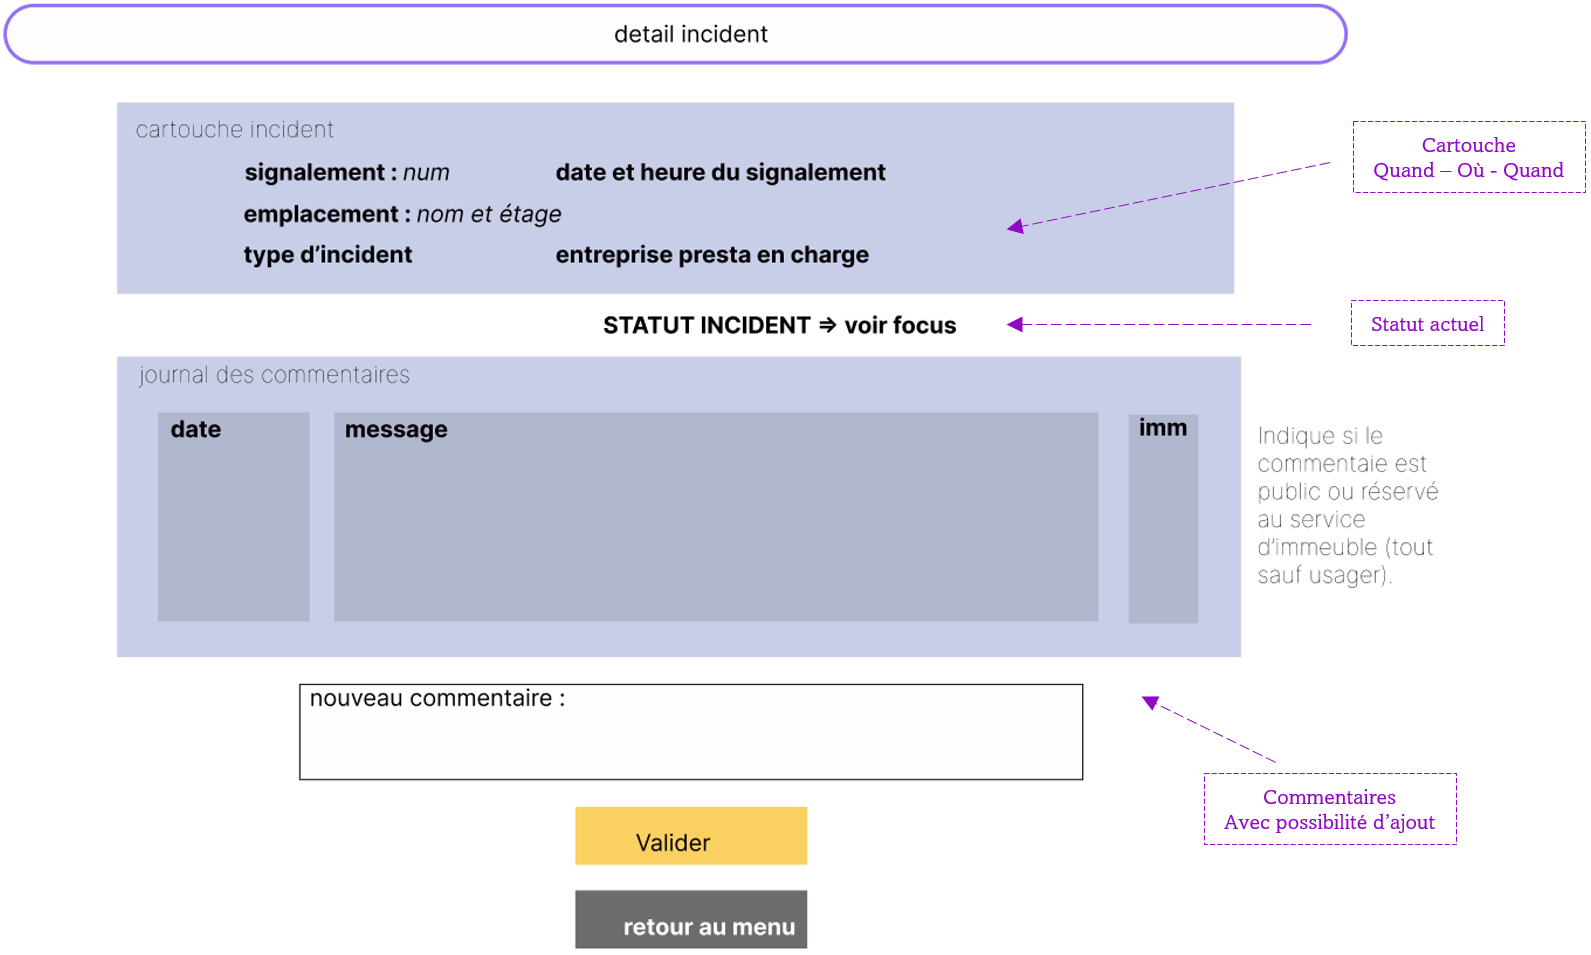 detail incident
cartouche incident
signalement : num
date et heure du signalement
emplacement : nom et étage
type d’incident
entreprise presta en charge
Cartouche
Quand – Où - Quand
STATUT INCIDENT => voir focus
Statut actuel
journal des commentaires
date
message
imm
Indique si le
commentaie est
public ou réservé
au service
d’immeuble (tout
sauf usager).
nouveau commentaire :
Commentaires
Avec possibilité d’ajout
Valider
retour au menu